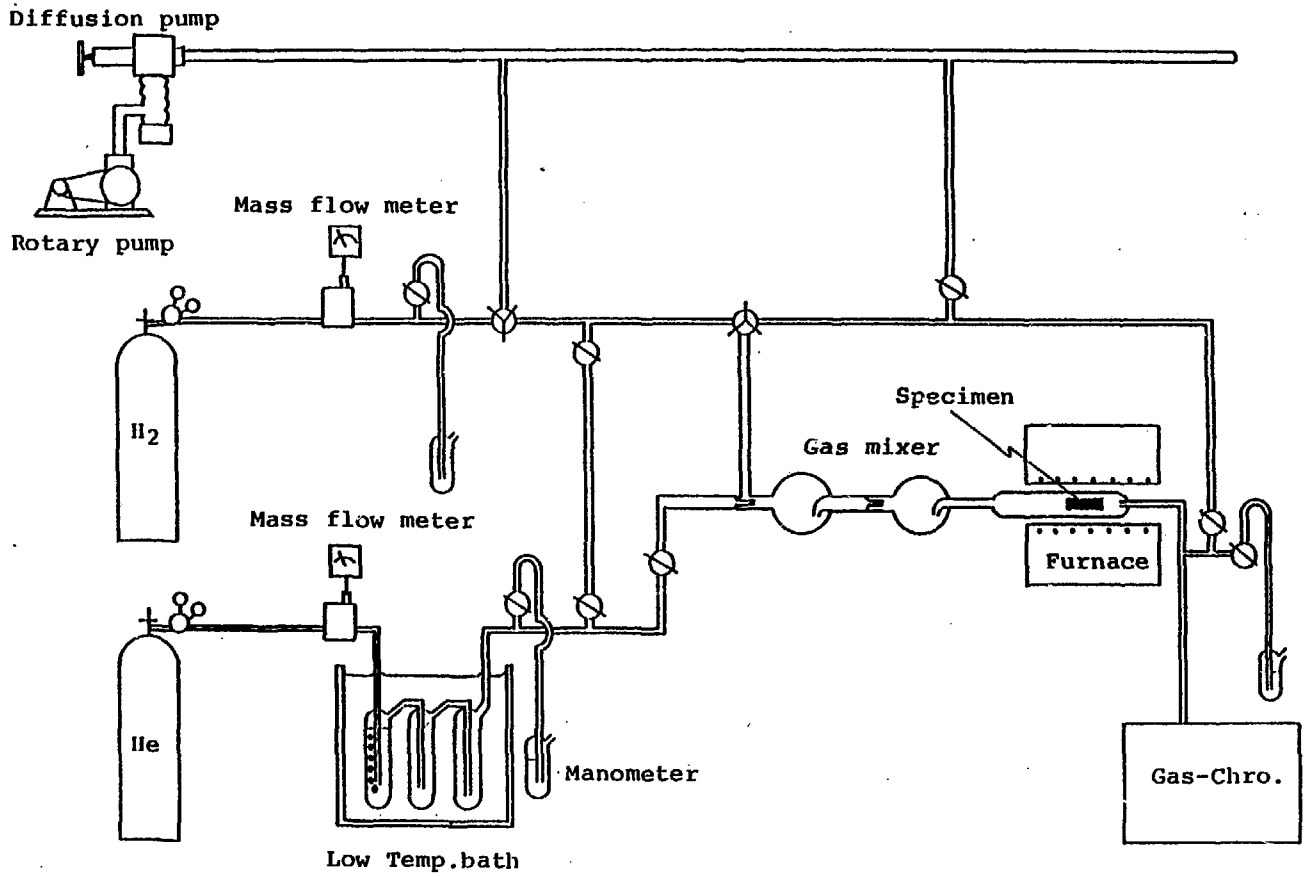 Diffusion pump
Mass flow meter
Rotary pump
H2
Specimen
Gas mixer
Mass flow meter
Furnace
He
Manometer
Gas-Chro.
Low Temp.bath